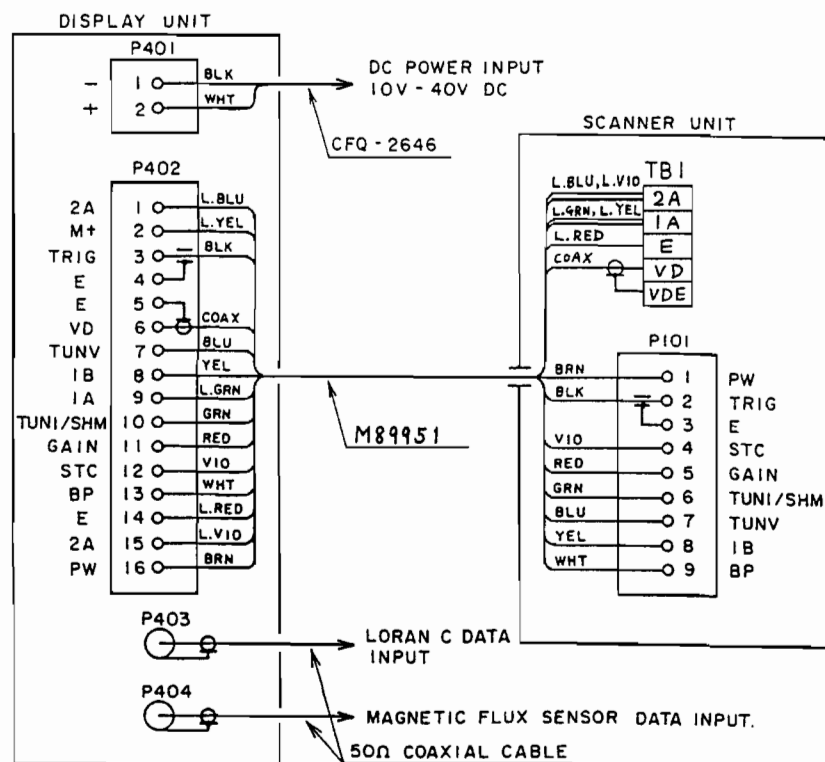 DISPLAY UNIT
P401
- 1 BLK
+ 2 WHT
DC POWER INPUT
10V - 40V DC
CFQ-2646
P402
2A 1 L.BLU
M+ 2 L.YEL
TRIG 3 BLK
E 4
E 5
VD 6 COAX
TUNV 7 BLU
IB 8 YEL
IA 9 L.GRN
TUNI/SHM 10 GRN
GAIN 11 RED
STC 12 VIO
BP 13 WHT
E 14 L.RED
2A 15 L.VIO
PW 16 BRN
M89951
P403
LORAN C DATA
INPUT
P404
MAGNETIC FLUX SENSOR DATA INPUT.
50Ω COAXIAL CABLE
SCANNER UNIT
TB1
L.BLU, L.VIO 2A
L.GRN, L.YEL 1A
L.RED E
COAX VD
VDE
P101
BRN 1 PW
BLK 2 TRIG
3 E
VIO 4 STC
RED 5 GAIN
GRN 6 TUNI/SHM
BLU 7 TUNV
YEL 8 IB
WHT 9 BP